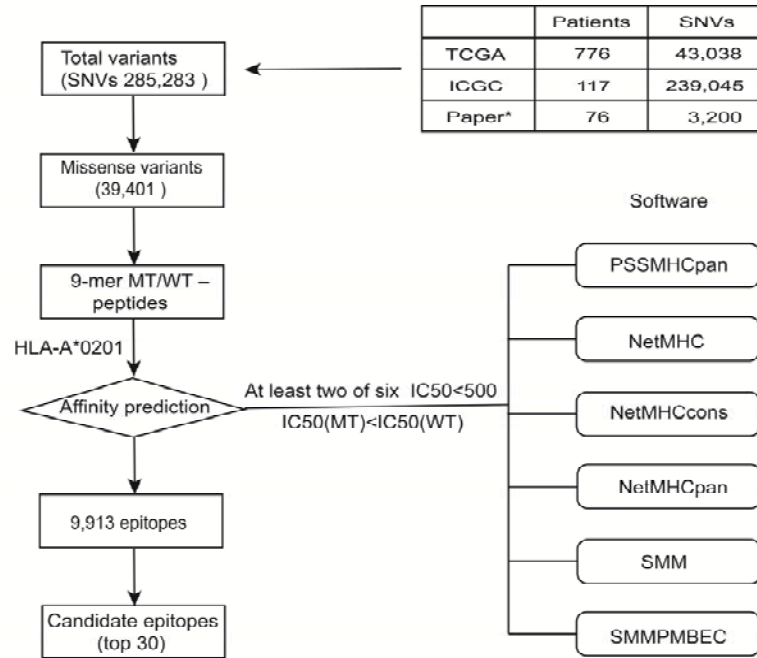 Patients SNVs
TCGA 776 43,038
ICGC 117 239,045
Paper* 76 3,200
Total variants
(SNVs 285,283 )
Missense variants
(39,401 )
9-mer MT/WT –
peptides
HLA-A*0201
Affinity prediction
At least two of six IC50<500
IC50(MT)<IC50(WT)
9,913 epitopes
Candidate epitopes
(top 30)
Software
PSSMHCpan
NetMHC
NetMHCcons
NetMHCpan
SMM
SMMPMBEC